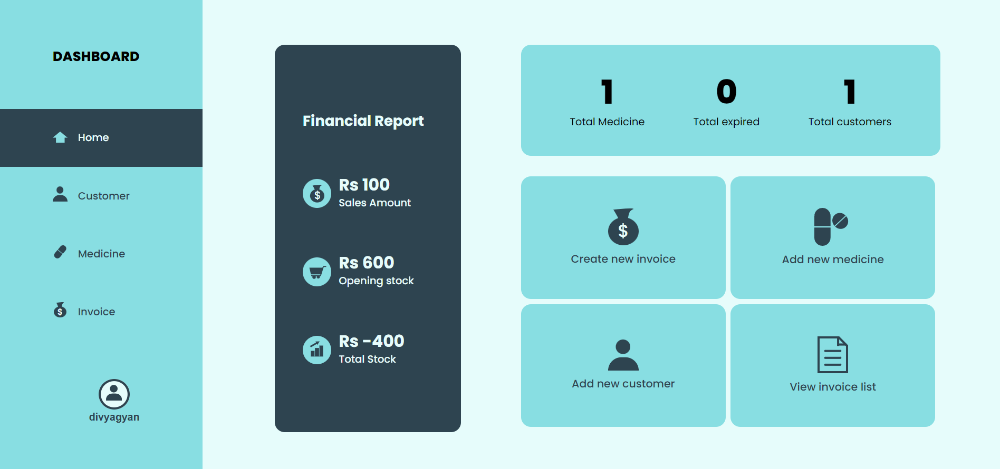 DASHBOARD
Home
Customer
Medicine
$
Invoice
divyagyan
Financial Report
$
Rs 100
Sales Amount
Rs 600
Opening stock
Rs -400
Total Stock
1
0
1
Total Medicine
Total expired
Total customers
$
Create new invoice
Add new medicine
Add new customer
View invoice list